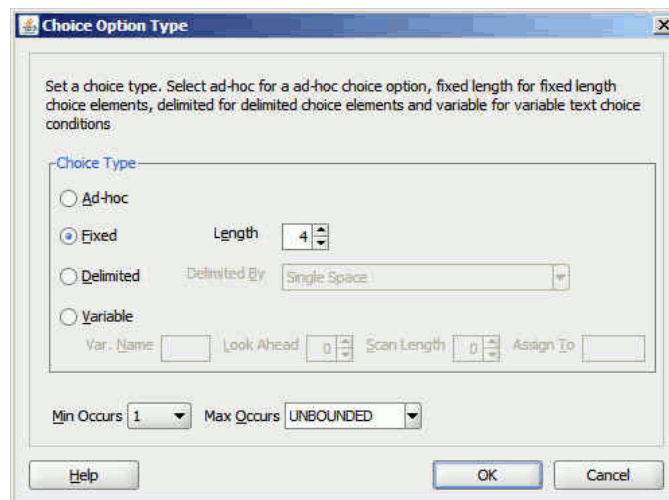 Choice Option Type
Set a choice type. Select ad-hoc for a ad-hoc choice option, fixed length for fixed length
choice elements, delimited for delimited choice elements and variable for variable text choice
conditions
Choice Type
Ad-hoc
Fixed Length 4
Delimited Delimited By Single Space
Variable
Var. Name Look Ahead 0 Scan Length 0 Assign To
Min Occurs 1 Max Occurs UNBOUNDED
Help OK Cancel